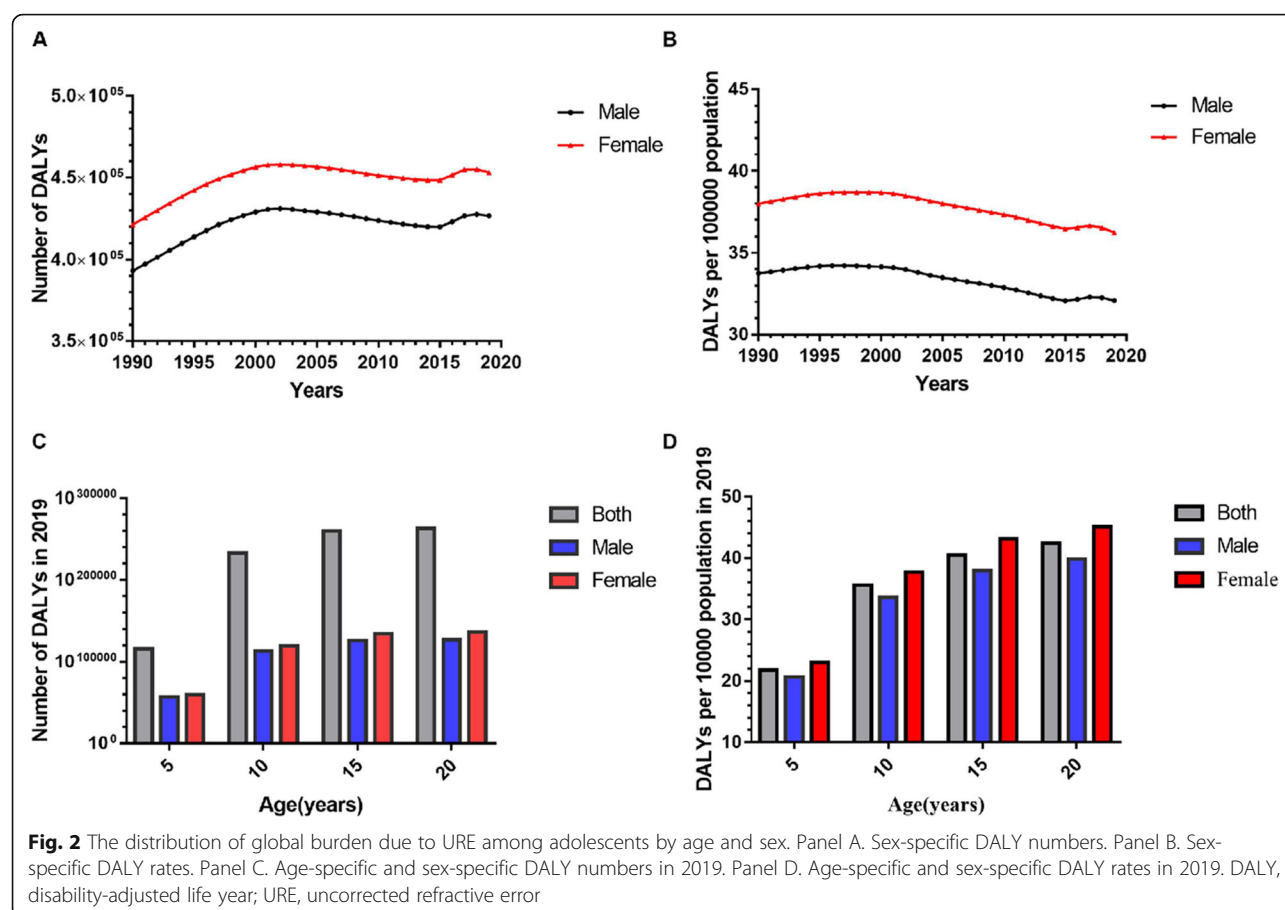 A
Number of DALYs
5.0×10^05
4.5×10^05
4.0×10^05
3.5×10^05
1990 1995 2000 2005 2010 2015 2020
Years
Male
Female
B
DALYs per 100000 population
45
40
35
30
1990 1995 2000 2005 2010 2015 2020
Years
Male
Female
C
Number of DALYs in 2019
10^300000
10^200000
10^100000
10^0
5 10 15 20
Age(years)
Both
Male
Female
D
DALYs per 10000 population in 2019
50
40
30
20
10
5 10 15 20
Age(years)
Both
Male
Female
Fig. 2 The distribution of global burden due to URE among adolescents by age and sex. Panel A. Sex-specific DALY numbers. Panel B. Sex-
specific DALY rates. Panel C. Age-specific and sex-specific DALY numbers in 2019. Panel D. Age-specific and sex-specific DALY rates in 2019. DALY,
disability-adjusted life year; URE, uncorrected refractive error